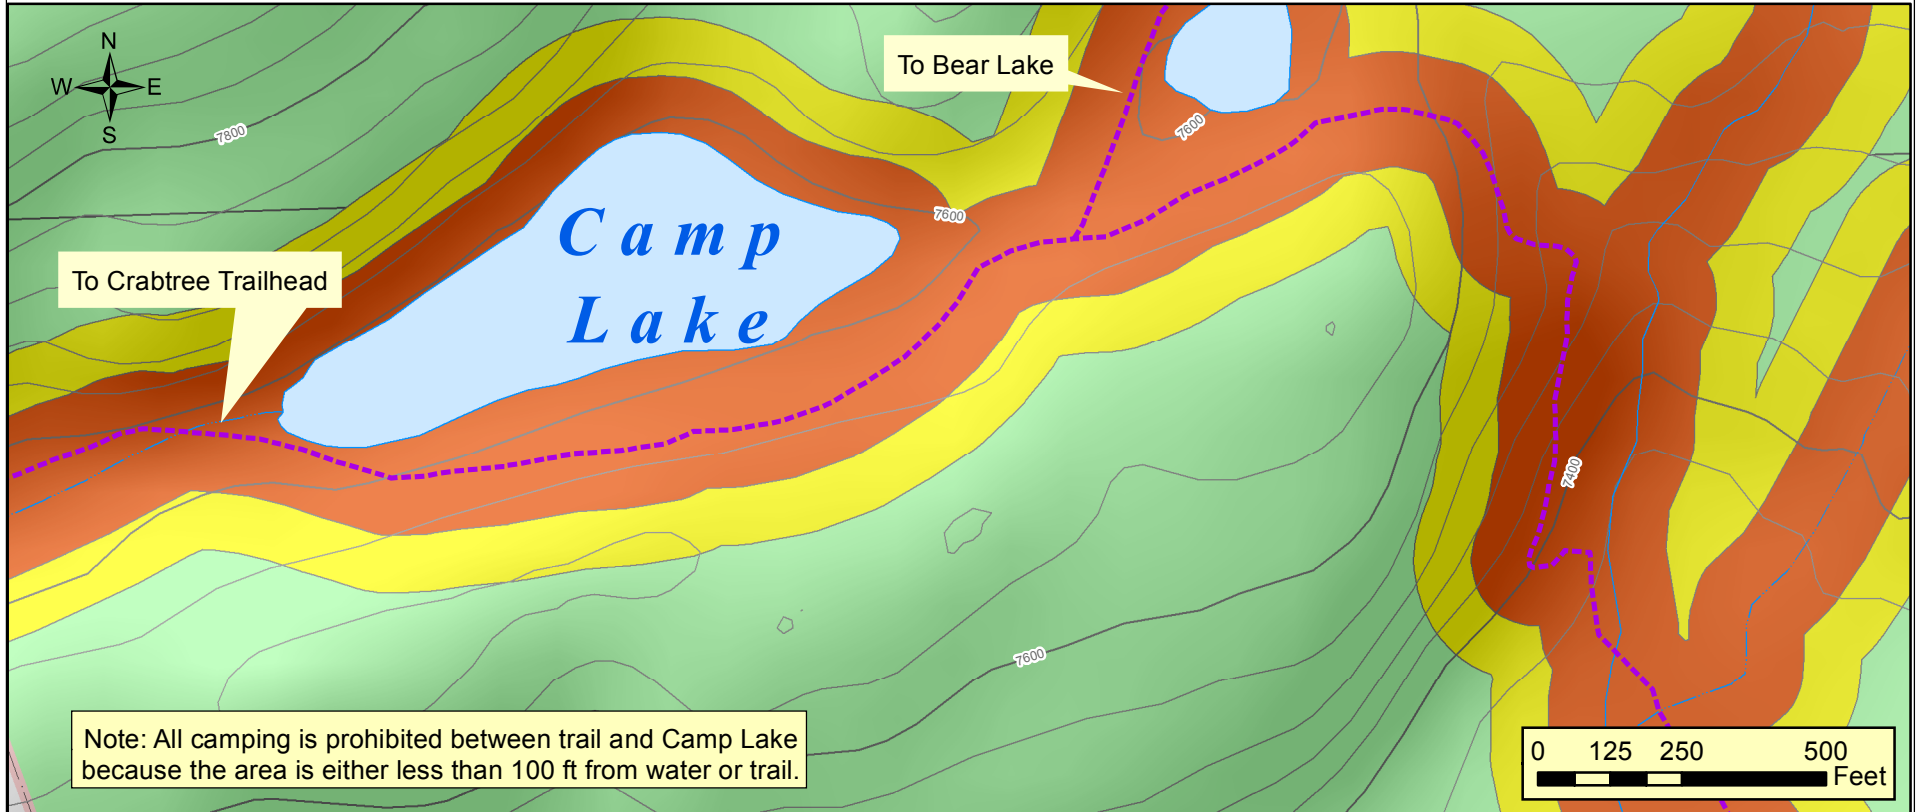 N
W E
S
7800
To Bear Lake
7600
7600
Camp
Lake
To Crabtree Trailhead
7400
7600
Note: All camping is prohibited between trail and Camp Lake
because the area is either less than 100 ft from water or trail.
0 125 250 500
Feet